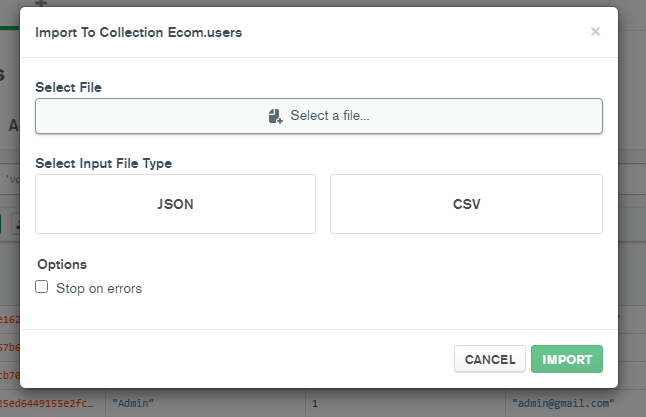 Import To Collection Ecom.users
×
Select File
Select a file...
Select Input File Type
JSON CSV
Options
Stop on errors
CANCEL IMPORT
"Admin" 1 "admin@gmail.com"